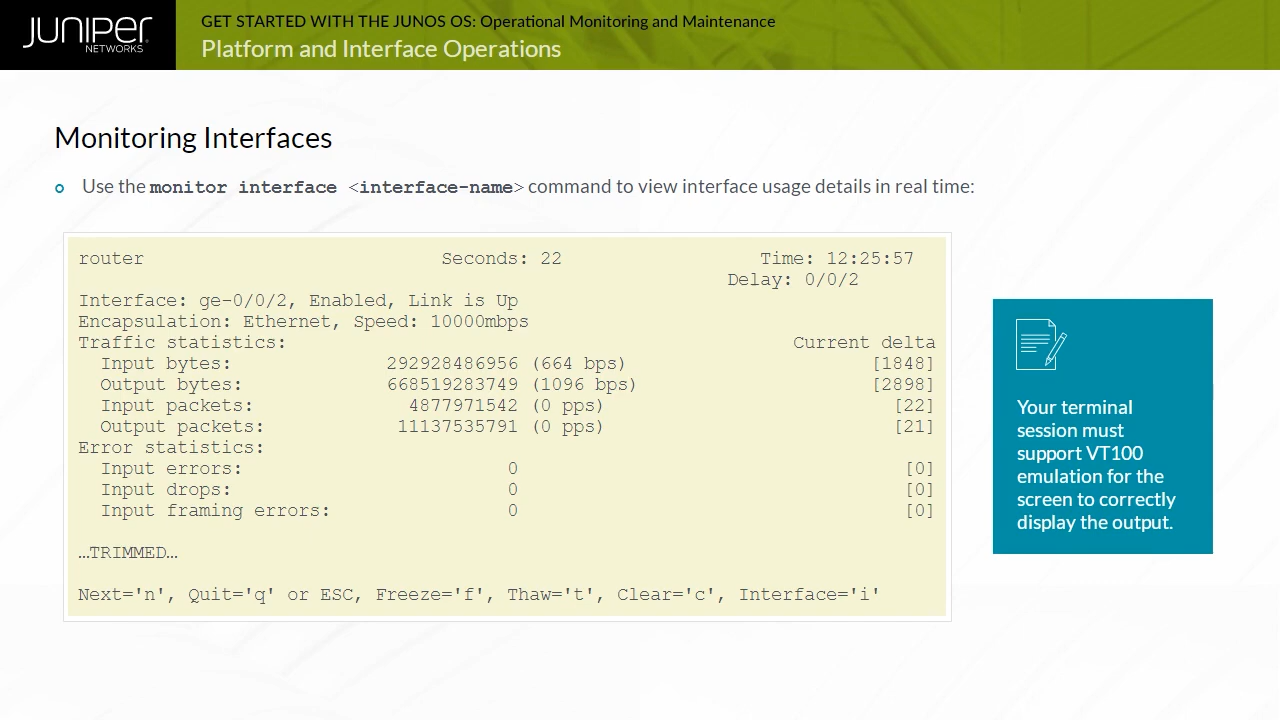 JUNIPER
NETWORKS
GET STARTED WITH THE JUNOS OS: Operational Monitoring and Maintenance
Platform and Interface Operations
Monitoring Interfaces
Use the monitor interface <interface-name> command to view interface usage details in real time:
router Seconds: 22 Time: 12:25:57
Delay: 0/0/2
Interface: ge-0/0/2, Enabled, Link is Up
Encapsulation: Ethernet, Speed: 10000mbps
Traffic statistics: Current delta
Input bytes: 292928486956 (664 bps) [1848]
Output bytes: 668519283749 (1096 bps) [2898]
Input packets: 4877971542 (0 pps) [22]
Output packets: 11137535791 (0 pps) [21]
Error statistics:
Input errors: 0 [0]
Input drops: 0 [0]
Input framing errors: 0 [0]
…TRIMMED…
Next='n', Quit='q' or ESC, Freeze='f', Thaw='t', Clear='c', Interface='i'
Your terminal
session must
support VT100
emulation for the
screen to correctly
display the output.